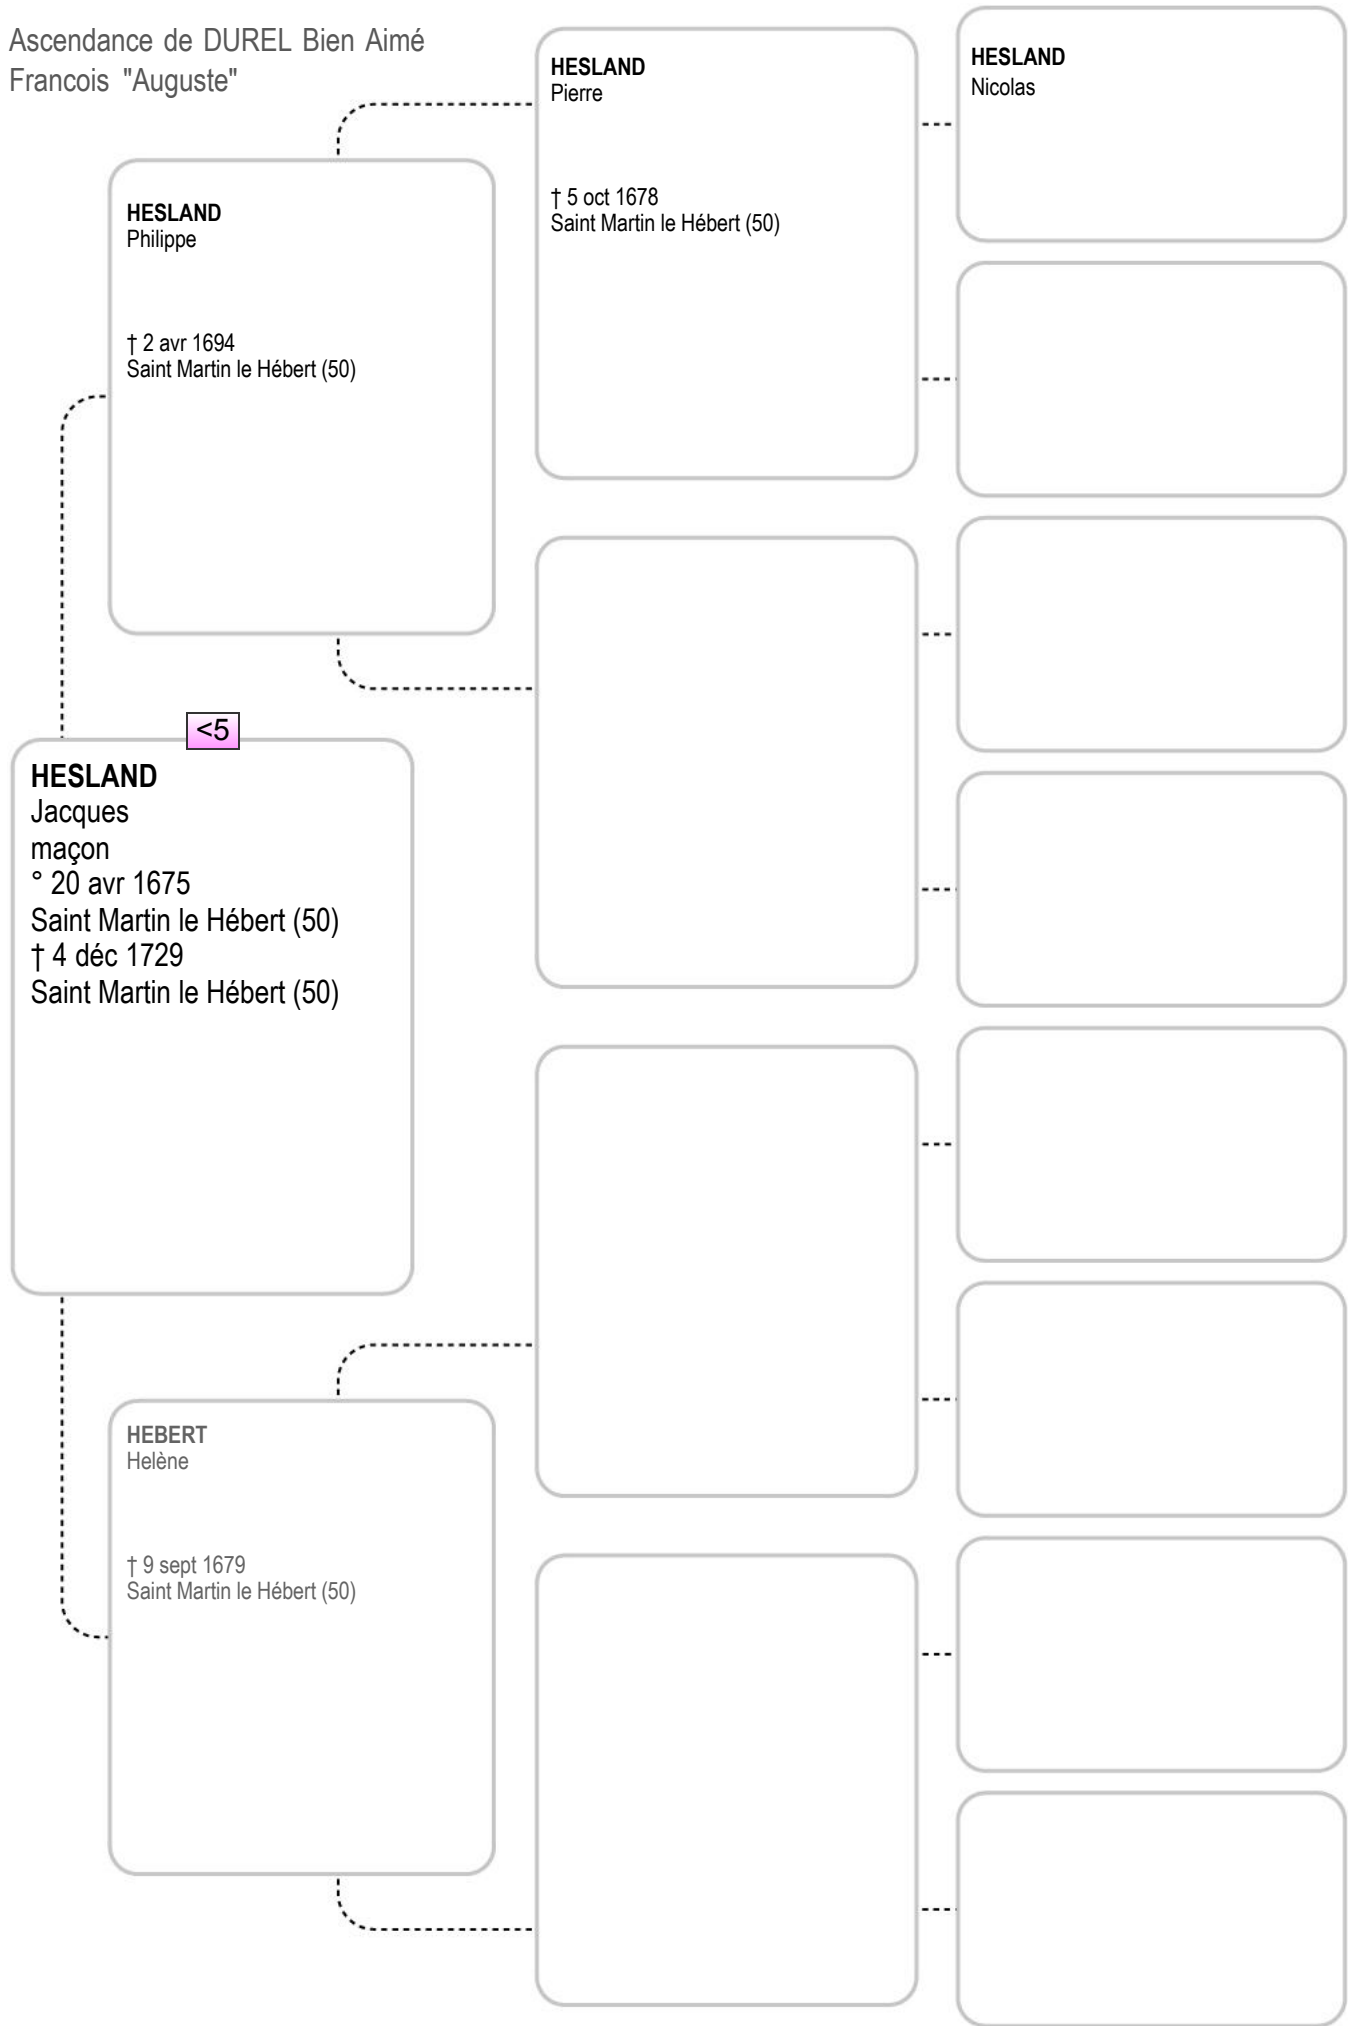 Ascendance de DUREL Bien Aimé
Francois "Auguste"
HESLAND
Pierre
† 5 oct 1678
Saint Martin le Hébert (50)
HESLAND
Nicolas
HESLAND
Philippe
† 2 avr 1694
Saint Martin le Hébert (50)
<5
HESLAND
Jacques
maçon
° 20 avr 1675
Saint Martin le Hébert (50)
† 4 déc 1729
Saint Martin le Hébert (50)
HEBERT
Helène
† 9 sept 1679
Saint Martin le Hébert (50)